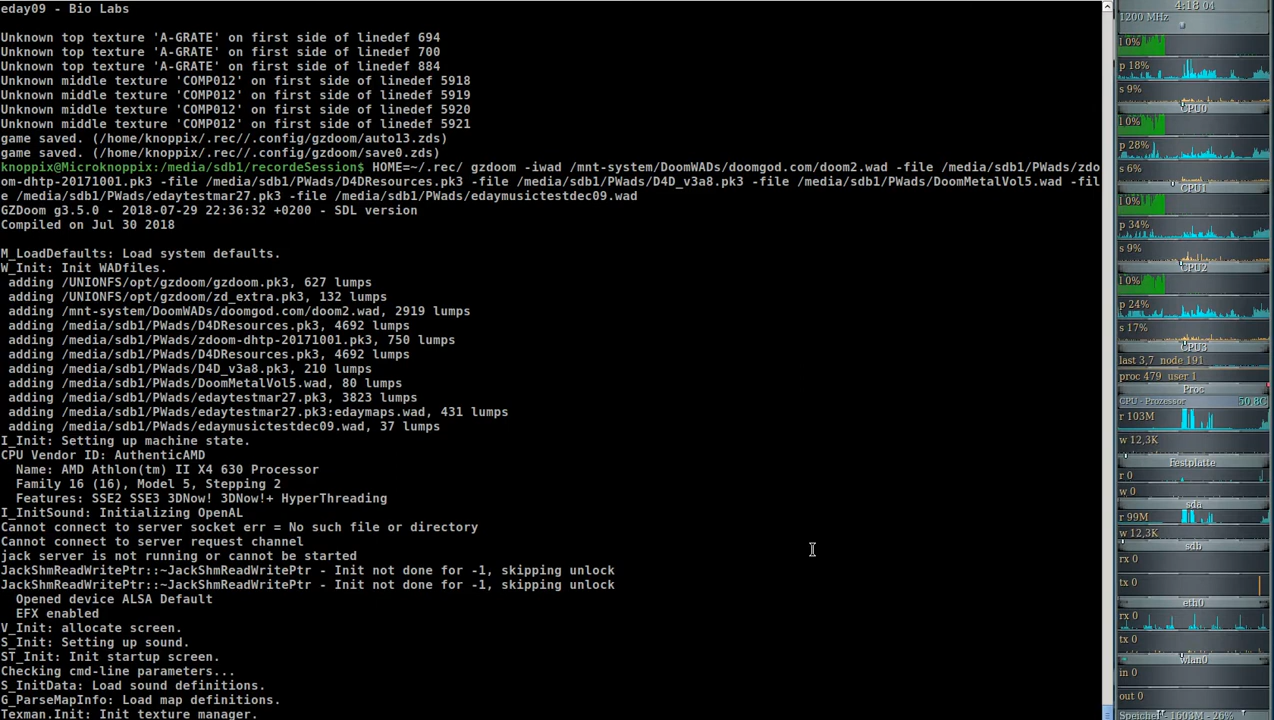 eday09 - Bio Labs
Unknown top texture 'A-GRATE' on first side of linedef 694
Unknown top texture 'A-GRATE' on first side of linedef 700
Unknown top texture 'A-GRATE' on first side of linedef 884
Unknown middle texture 'COMP012' on first side of linedef 5918
Unknown middle texture 'COMP012' on first side of linedef 5919
Unknown middle texture 'COMP012' on first side of linedef 5920
Unknown middle texture 'COMP012' on first side of linedef 5921
game saved. (/home/knoppix/.rec//.config/gzdoom/auto13.zds)
game saved. (/home/knoppix/.rec//.config/gzdoom/save0.zds)
knoppix@Microknoppix:/media/sdb1/recordeSession$ HOME=~/.rec/ gzdoom -iwad /mnt-system/DoomWADs/doomgod.com/doom2.wad -file /media/sdb1/PWads/zdo
om-dhtp-20171001.pk3 -file /media/sdb1/PWads/D4DResources.pk3 -file /media/sdb1/PWads/D4D_v3a8.pk3 -file /media/sdb1/PWads/DoomMetalVol5.wad -fil
e /media/sdb1/PWads/edaytestmar27.pk3 -file /media/sdb1/PWads/edaymusictestdec09.wad
GZDoom g3.5.0 - 2018-07-29 22:36:32 +0200 - SDL version
Compiled on Jul 30 2018
M_LoadDefaults: Load system defaults.
W_Init: Init WADfiles.
adding /UNIONFS/opt/gzdoom/gzdoom.pk3, 627 lumps
adding /UNIONFS/opt/gzdoom/zd_extra.pk3, 132 lumps
adding /mnt-system/DoomWADs/doomgod.com/doom2.wad, 2919 lumps
adding /media/sdb1/PWads/D4DResources.pk3, 4692 lumps
adding /media/sdb1/PWads/zdoom-dhtp-20171001.pk3, 750 lumps
adding /media/sdb1/PWads/D4DResources.pk3, 4692 lumps
adding /media/sdb1/PWads/D4D_v3a8.pk3, 210 lumps
adding /media/sdb1/PWads/DoomMetalVol5.wad, 80 lumps
adding /media/sdb1/PWads/edaytestmar27.pk3, 3823 lumps
adding /media/sdb1/PWads/edaytestmar27.pk3:edaymaps.wad, 431 lumps
adding /media/sdb1/PWads/edaymusictestdec09.wad, 37 lumps
I_Init: Setting up machine state.
CPU Vendor ID: AuthenticAMD
Name: AMD Athlon(tm) II X4 630 Processor
Family 16 (16), Model 5, Stepping 2
Features: SSE2 SSE3 3DNow! 3DNow!+ HyperThreading
I_InitSound: Initializing OpenAL
Cannot connect to server socket err = No such file or directory
Cannot connect to server request channel
jack server is not running or cannot be started
JackShmReadWritePtr::~JackShmReadWritePtr - Init not done for -1, skipping unlock
JackShmReadWritePtr::~JackShmReadWritePtr - Init not done for -1, skipping unlock
Opened device ALSA Default
EFX enabled
V_Init: allocate screen.
S_Init: Setting up sound.
ST_Init: Init startup screen.
Checking cmd-line parameters...
S_InitData: Load sound definitions.
G_ParseMapInfo: Load map definitions.
Texman.Init: Init texture manager.
4:18 04
1200 MHz
l 0%
p 18%
s 9%
CPU0
l 0%
p 28%
s 6%
CPU1
l 0%
p 34%
s 9%
CPU2
l 0%
p 24%
s 17%
CPU3
last 3,7 node 191
proc 479 user 1
Proc
CPU - Prozessor 50.8C
r 103M
w 12,3K
Festplatte
r 0
w 0
sda
r 99M
w 12,3K
sdb
rx 0
tx 0
eth0
rx 0
tx 0
wlan0
in 0
out 0
Speicher - 1603M - 26%